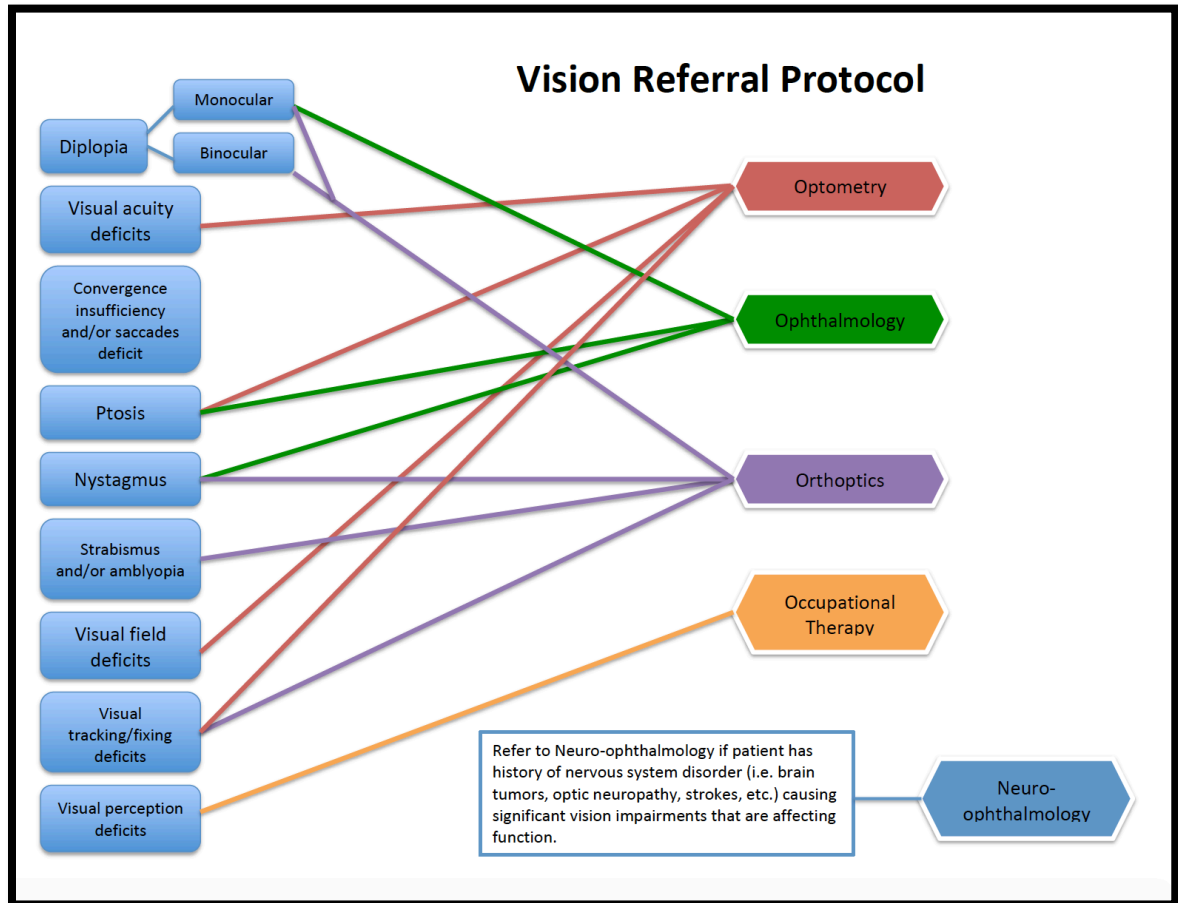 Vision Referral Protocol
Monocular
Diplopia
Binocular
Visual acuity
deficits
Convergence
insufficiency
and/or saccades
deficit
Ptosis
Nystagmus
Strabismus
and/or amblyopia
Visual field
deficits
Visual
tracking/fixing
deficits
Visual perception
deficits
Optometry
Ophthalmology
Orthoptics
Occupational
Therapy
Refer to Neuro-ophthalmology if patient has
history of nervous system disorder (i.e. brain
tumors, optic neuropathy, strokes, etc.) causing
significant vision impairments that are affecting
function.
Neuro-
ophthalmology